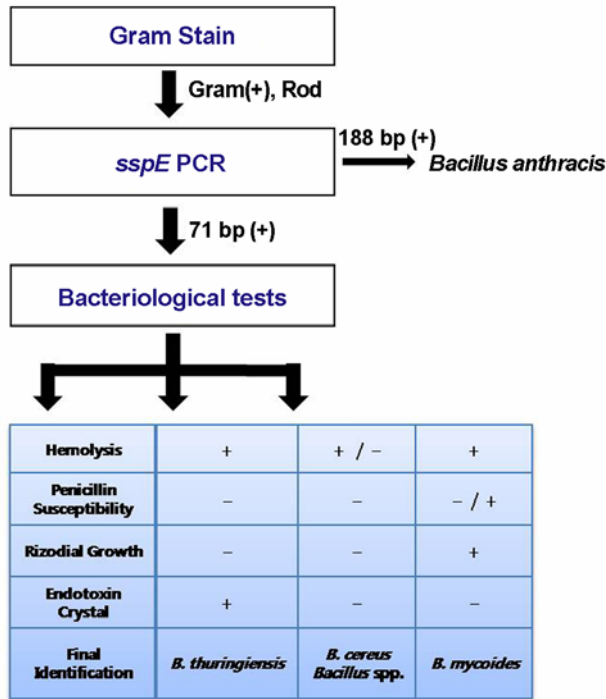 Gram Stain
Gram(+), Rod
sspE PCR
188 bp (+)
Bacillus anthracis
71 bp (+)
Bacteriological tests
Hemolysis + + / − +
Penicillin
Susceptibility − − − / +
Rizodial Growth − − +
Endotoxin
Crystal + − −
Final
Identification B. thuringiensis B. cereus
Bacillus spp. B. mycoides